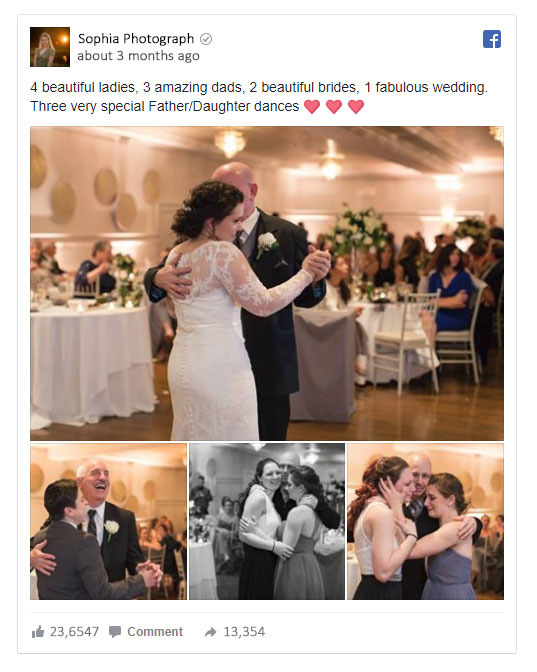 Sophia Photograph
about 3 months ago
4 beautiful ladies, 3 amazing dads, 2 beautiful brides, 1 fabulous wedding.
Three very special Father/Daughter dances
23,6547 Comment 13,354